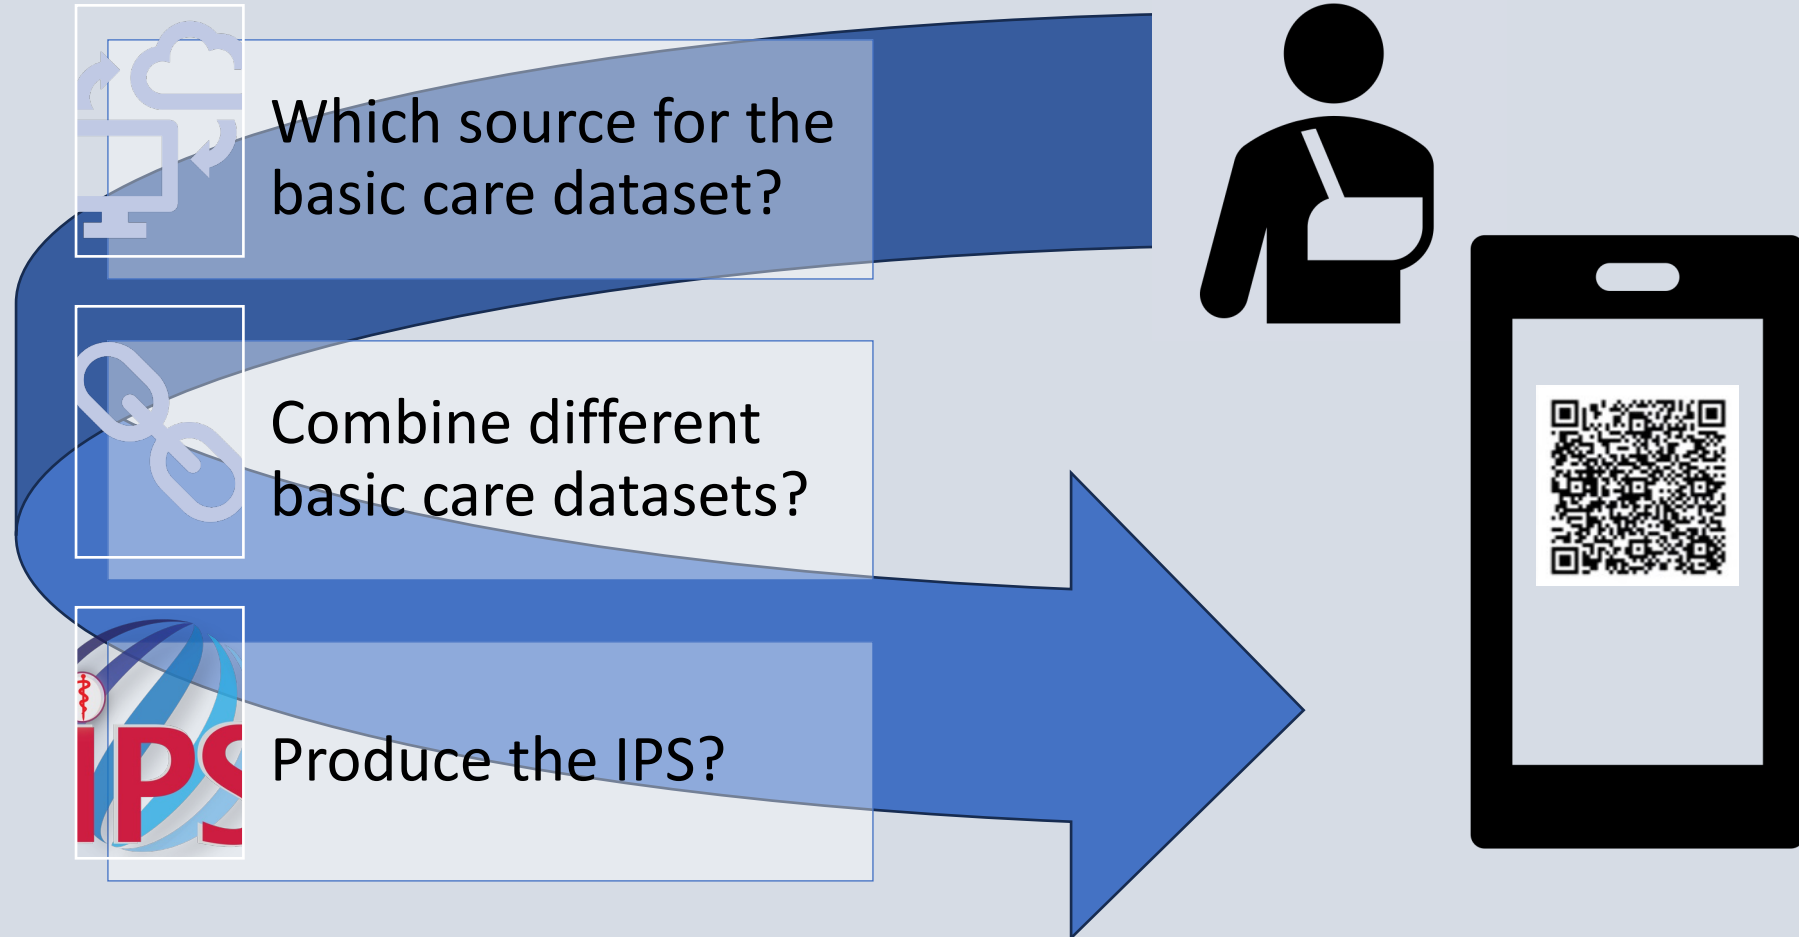 Which source for the
basic care dataset?
Combine different
basic care datasets?
IPS
Produce the IPS?